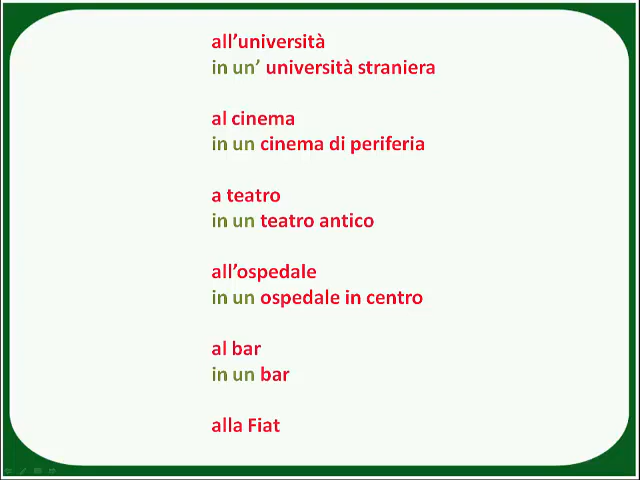 all’università
in un’ università straniera
al cinema
in un cinema di periferia
a teatro
in un teatro antico
all’ospedale
in un ospedale in centro
al bar
in un bar
alla Fiat